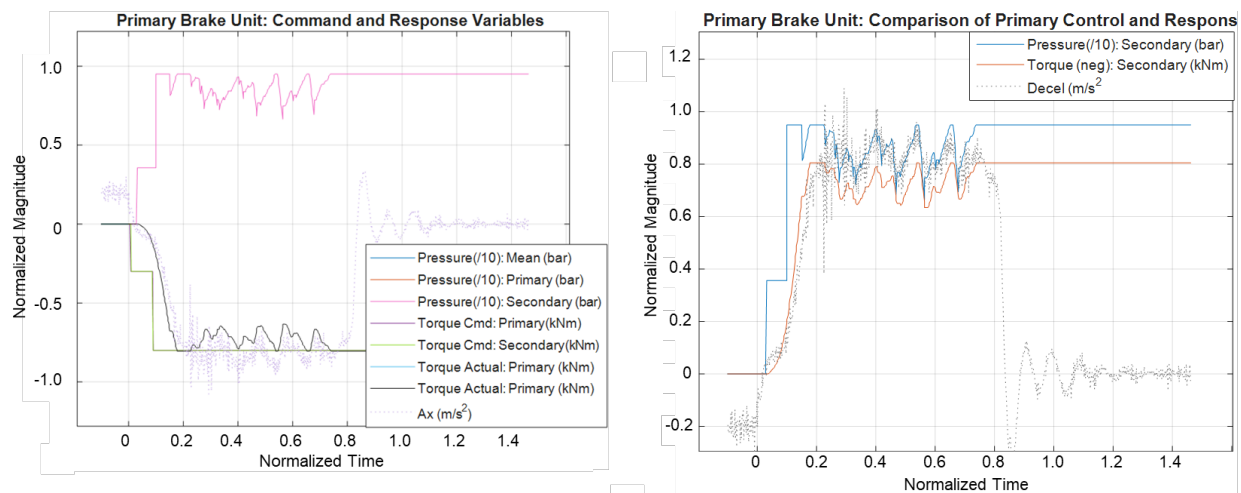 Primary Brake Unit: Command and Response Variables
1.0
0.5
0
-0.5
-1.0
Normalized Magnitude
Pressure(/10): Mean (bar)
Pressure(/10): Primary (bar)
Pressure(/10): Secondary (bar)
Torque Cmd: Primary(kNm)
Torque Cmd: Secondary(kNm)
Torque Actual: Primary (kNm)
Torque Actual: Primary (kNm)
Ax (m/s²)
0 0.2 0.4 0.6 0.8 1.0 1.2 1.4
Normalized Time
Primary Brake Unit: Comparison of Primary Control and Respons
1.2
1.0
0.8
0.6
0.4
0.2
0
-0.2
Normalized Magnitude
Pressure(/10): Secondary (bar)
Torque (neg): Secondary (kNm)
Decel (m/s²
0 0.2 0.4 0.6 0.8 1.0 1.2 1.4
Normalized Time